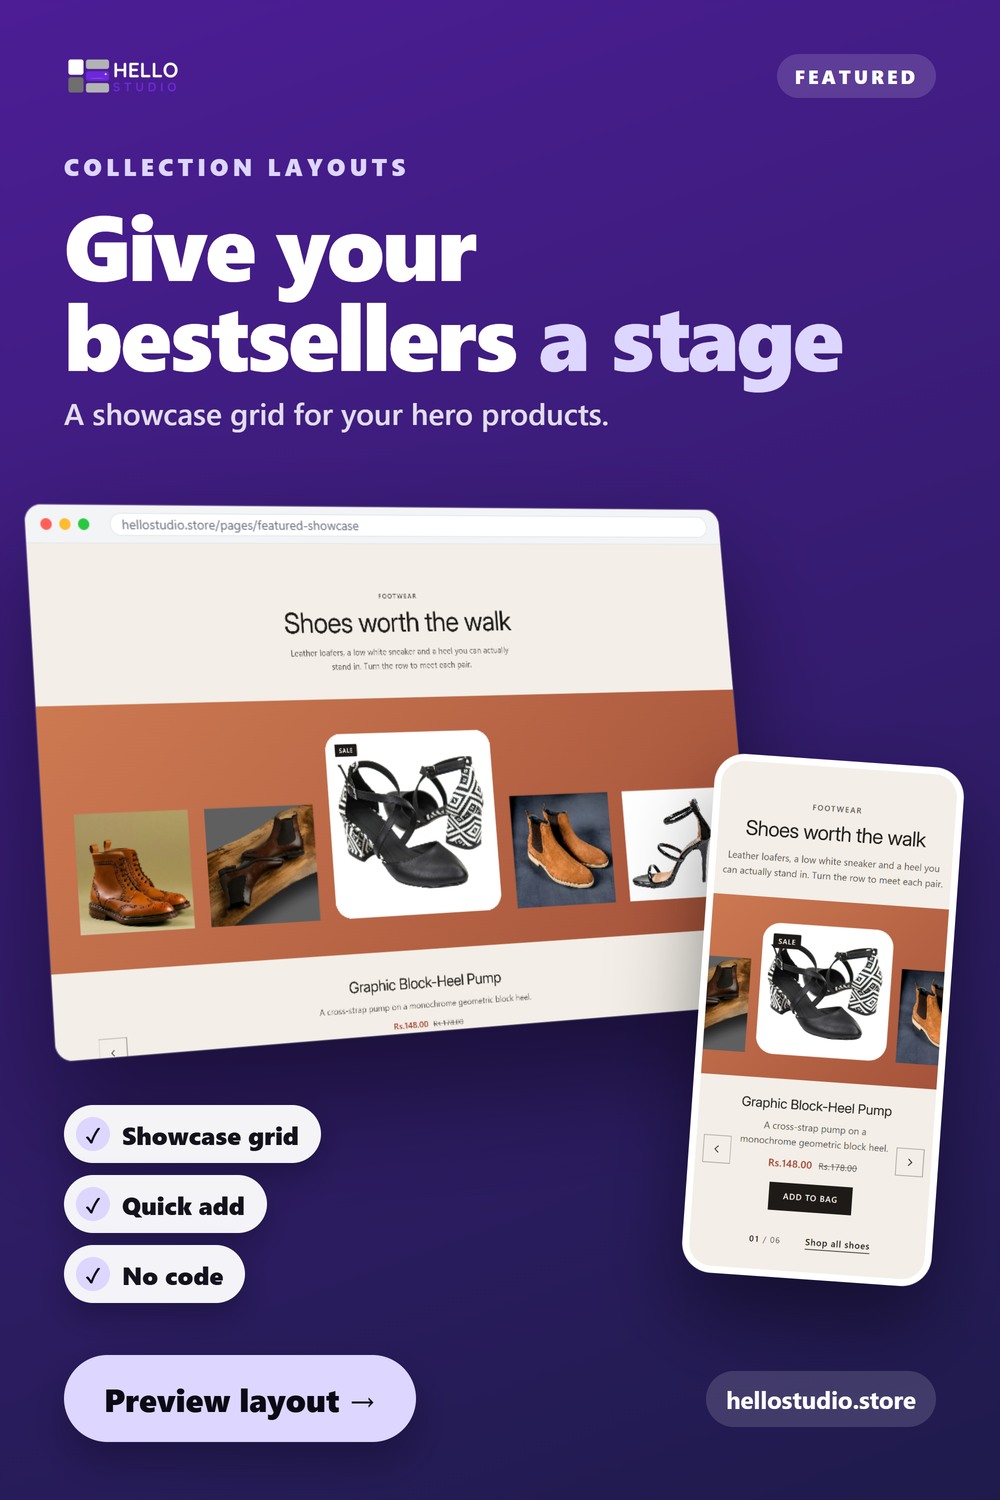 HELLO
STUDIO
FEATURED
COLLECTION LAYOUTS
Give your
bestsellers a stage
A showcase grid for your hero products.
hellostudio.store/pages/featured-showcase
FOOTWEAR
Shoes worth the walk
Leather loafers, a low white sneaker and a heel you can actually
stand in. Turn the row to meet each pair.
SALE
Graphic Block-Heel Pump
A cross-strap pump on a monochrome geometric block heel.
Rs.148.00 Rs.178.00
FOOTWEAR
Shoes worth the walk
Leather loafers, a low white sneaker and a heel you
can actually stand in. Turn the row to meet each pair.
SALE
Graphic Block-Heel Pump
A cross-strap pump on a
monochrome geometric block heel.
Rs.148.00 Rs.178.00
ADD TO BAG
01 / 06 Shop all shoes
✓ Showcase grid
✓ Quick add
✓ No code
Preview layout →
hellostudio.store